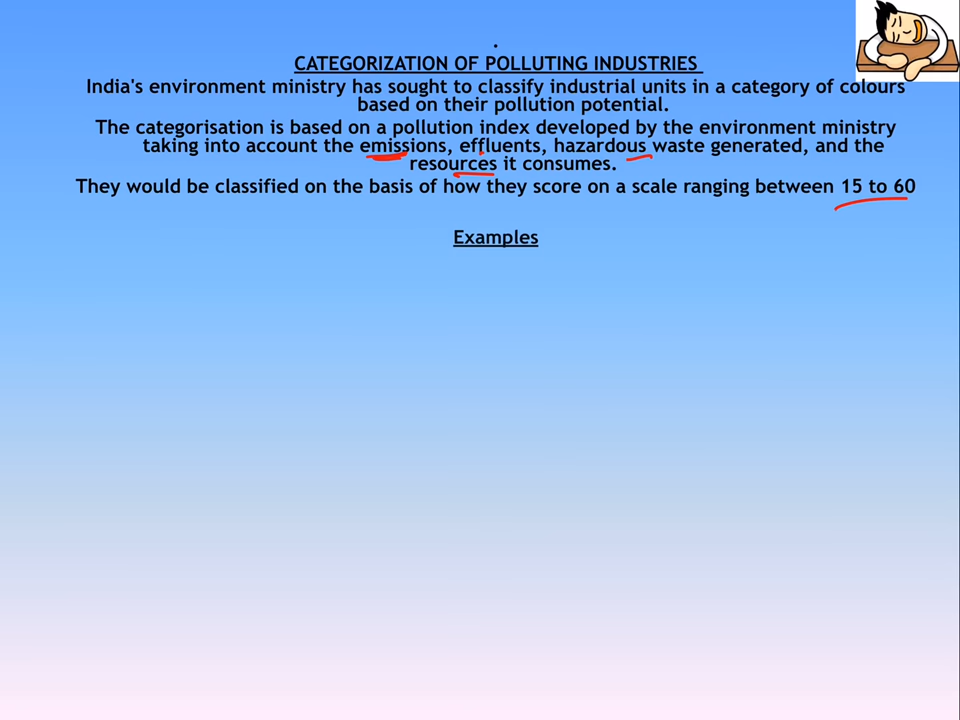 .
CATEGORIZATION OF POLLUTING INDUSTRIES
India's environment ministry has sought to classify industrial units in a category of colours
based on their pollution potential.
The categorisation is based on a pollution index developed by the environment ministry
taking into account the emissions, effluents, hazardous waste generated, and the
resources it consumes.
They would be classified on the basis of how they score on a scale ranging between 15 to 60
Examples